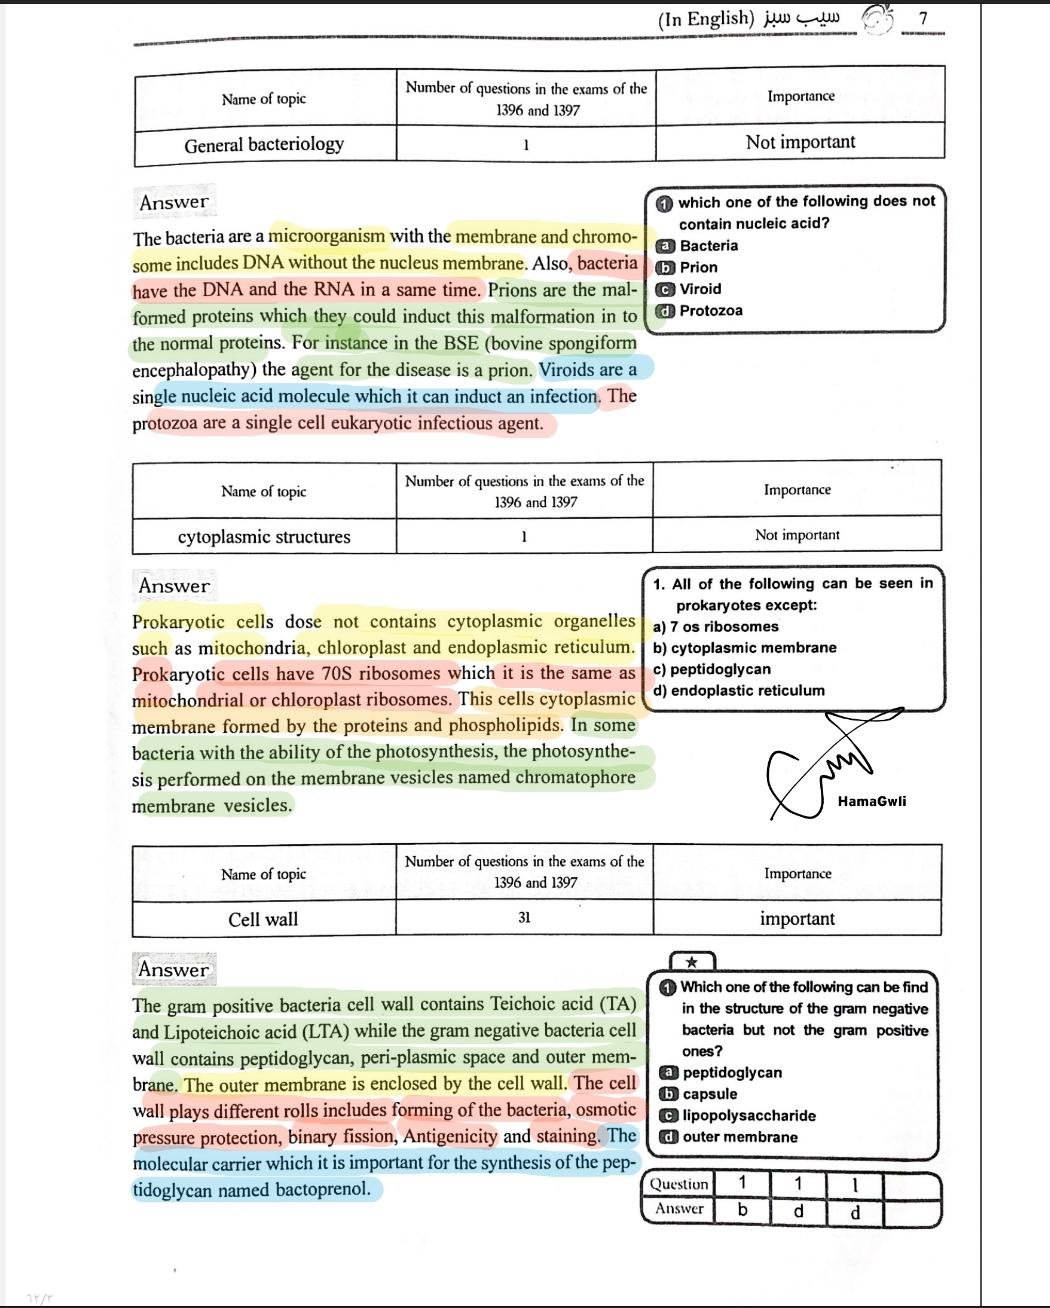 (In English) سیب سبز 7
Name of topic
Number of questions in the exams of the
1396 and 1397
Importance
General bacteriology
1
Not important
Answer
The bacteria are a microorganism with the membrane and chromo-
some includes DNA without the nucleus membrane. Also, bacteria
have the DNA and the RNA in a same time. Prions are the mal-
formed proteins which they could induct this malformation in to
the normal proteins. For instance in the BSE (bovine spongiform
encephalopathy) the agent for the disease is a prion. Viroids are a
single nucleic acid molecule which it can induct an infection. The
protozoa are a single cell eukaryotic infectious agent.
1 which one of the following does not
contain nucleic acid?
a Bacteria
b Prion
c Viroid
d Protozoa
Name of topic
Number of questions in the exams of the
1396 and 1397
Importance
cytoplasmic structures
1
Not important
Answer
Prokaryotic cells dose not contains cytoplasmic organelles
such as mitochondria, chloroplast and endoplasmic reticulum.
Prokaryotic cells have 70S ribosomes which it is the same as
mitochondrial or chloroplast ribosomes. This cells cytoplasmic
membrane formed by the proteins and phospholipids. In some
bacteria with the ability of the photosynthesis, the photosynthe-
sis performed on the membrane vesicles named chromatophore
membrane vesicles.
1. All of the following can be seen in
prokaryotes except:
a) 7 os ribosomes
b) cytoplasmic membrane
c) peptidoglycan
d) endoplastic reticulum
HamaGwli
Name of topic
Number of questions in the exams of the
1396 and 1397
Importance
Cell wall
31
important
Answer
The gram positive bacteria cell wall contains Teichoic acid (TA)
and Lipoteichoic acid (LTA) while the gram negative bacteria cell
wall contains peptidoglycan, peri-plasmic space and outer mem-
brane. The outer membrane is enclosed by the cell wall. The cell
wall plays different rolls includes forming of the bacteria, osmotic
pressure protection, binary fission, Antigenicity and staining. The
molecular carrier which it is important for the synthesis of the pep-
tidoglycan named bactoprenol.
1 Which one of the following can be find
in the structure of the gram negative
bacteria but not the gram positive
ones?
a peptidoglycan
b capsule
c lipopolysaccharide
d outer membrane
Question 1 1 1
Answer b d d